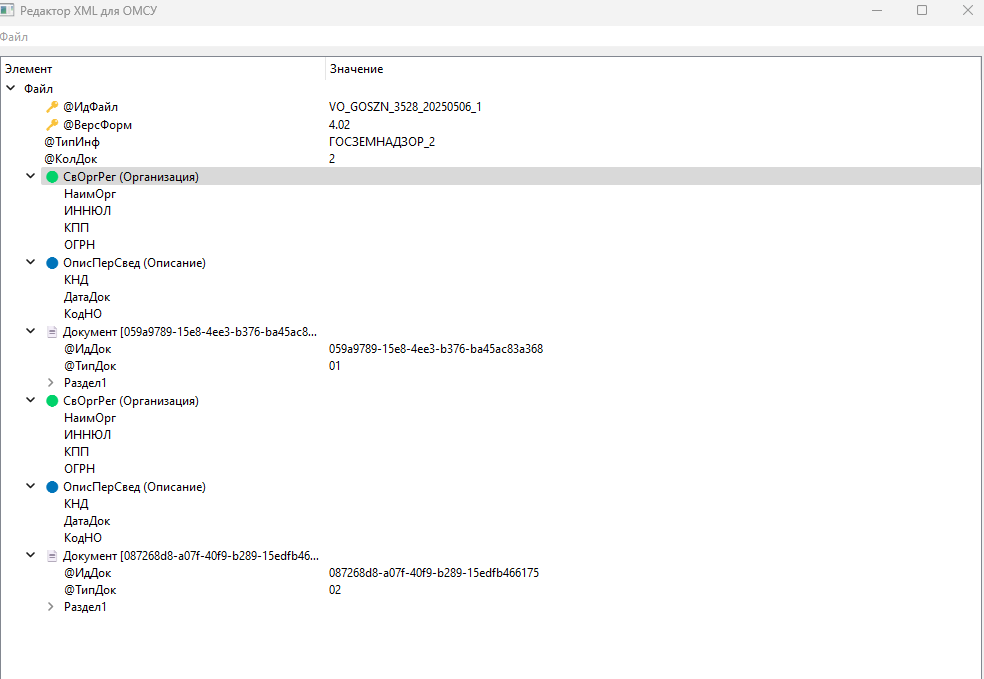 Редактор XML для ОМСУ
Файл
Элемент Значение
Файл
@ИдФайл VO_GOSZN_3528_20250506_1
@ВерсФорм 4.02
@ТипИнф ГОСЗЕМНАДЗОР_2
@КолДок 2
СвОргРег (Организация)
НаимОрг
ИННЮЛ
КПП
ОГРН
ОписПерСвед (Описание)
КНД
ДатаДок
КодНО
Документ [059a9789-15e8-4ee3-b376-ba45ac8...
@ИдДок 059a9789-15e8-4ee3-b376-ba45ac83a368
@ТипДок 01
Раздел1
СвОргРег (Организация)
НаимОрг
ИННЮЛ
КПП
ОГРН
ОписПерСвед (Описание)
КНД
ДатаДок
КодНО
Документ [087268d8-a07f-40f9-b289-15edfb46...
@ИдДок 087268d8-a07f-40f9-b289-15edfb466175
@ТипДок 02
Раздел1